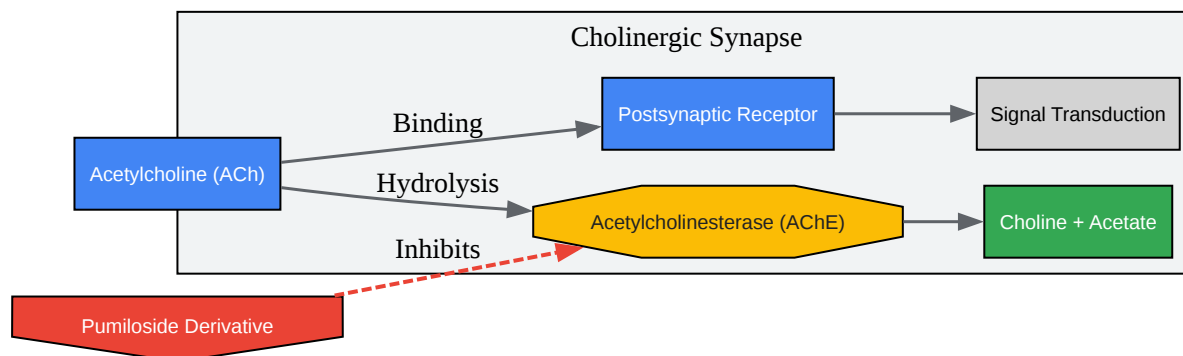 Cholinergic Synapse
Binding
Postsynaptic Receptor
Signal Transduction
Acetylcholine (ACh)
Hydrolysis
Acetylcholinesterase (AChE)
Choline + Acetate
Inhibits
Pumiloside Derivative